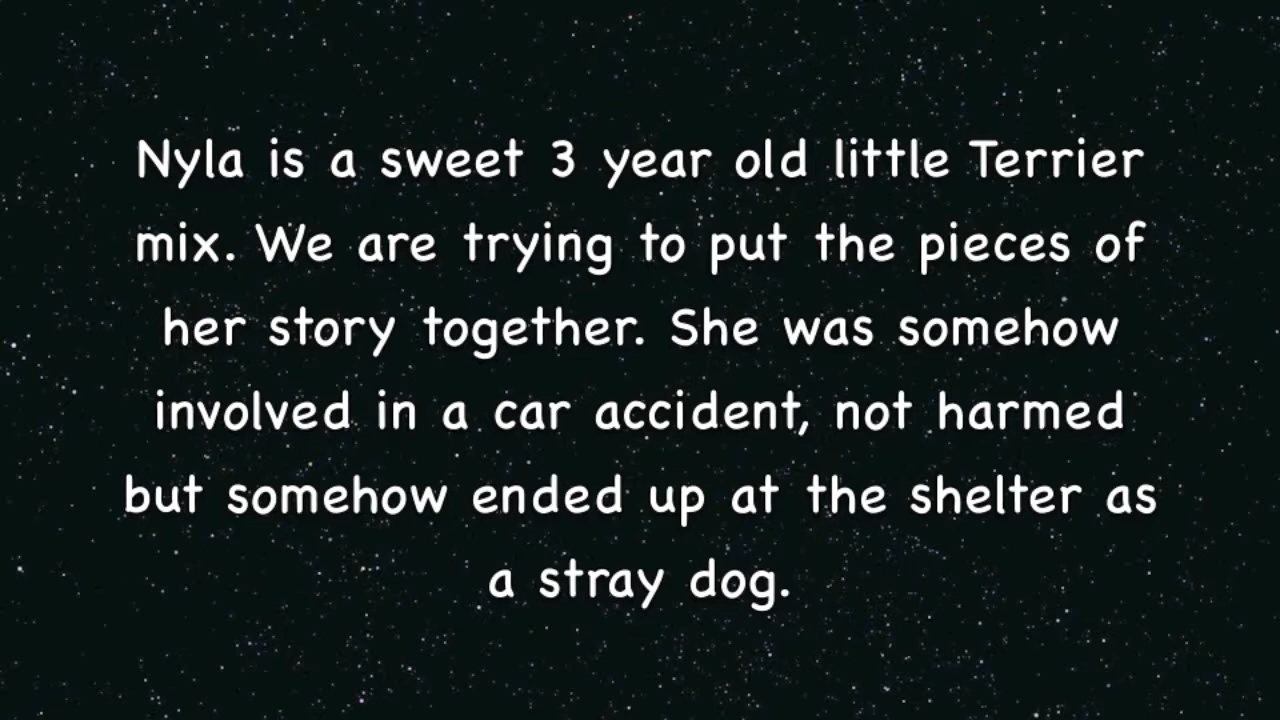 Nyla is a sweet 3 year old little Terrier
mix. We are trying to put the pieces of
her story together. She was somehow
involved in a car accident, not harmed
but somehow ended up at the shelter as
a stray dog.